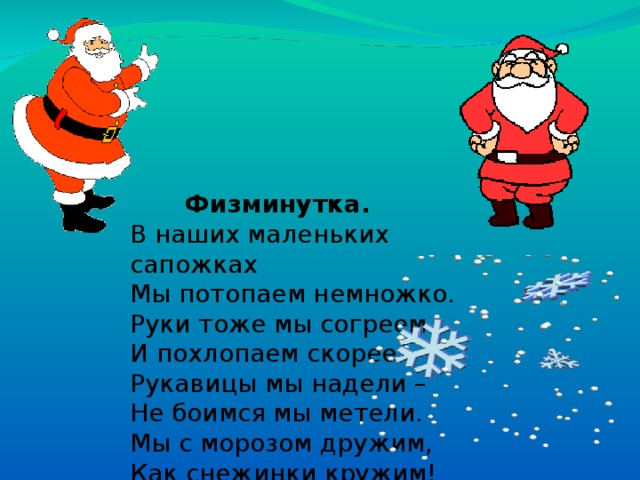 Физминутка.
В наших маленьких
сапожках
Мы потопаем немножко.
Руки тоже мы согреем
И похлопаем скорее
Рукавицы мы надели –
Не боимся мы метели.
Мы с морозом дружим,
Как снежинки кружим!